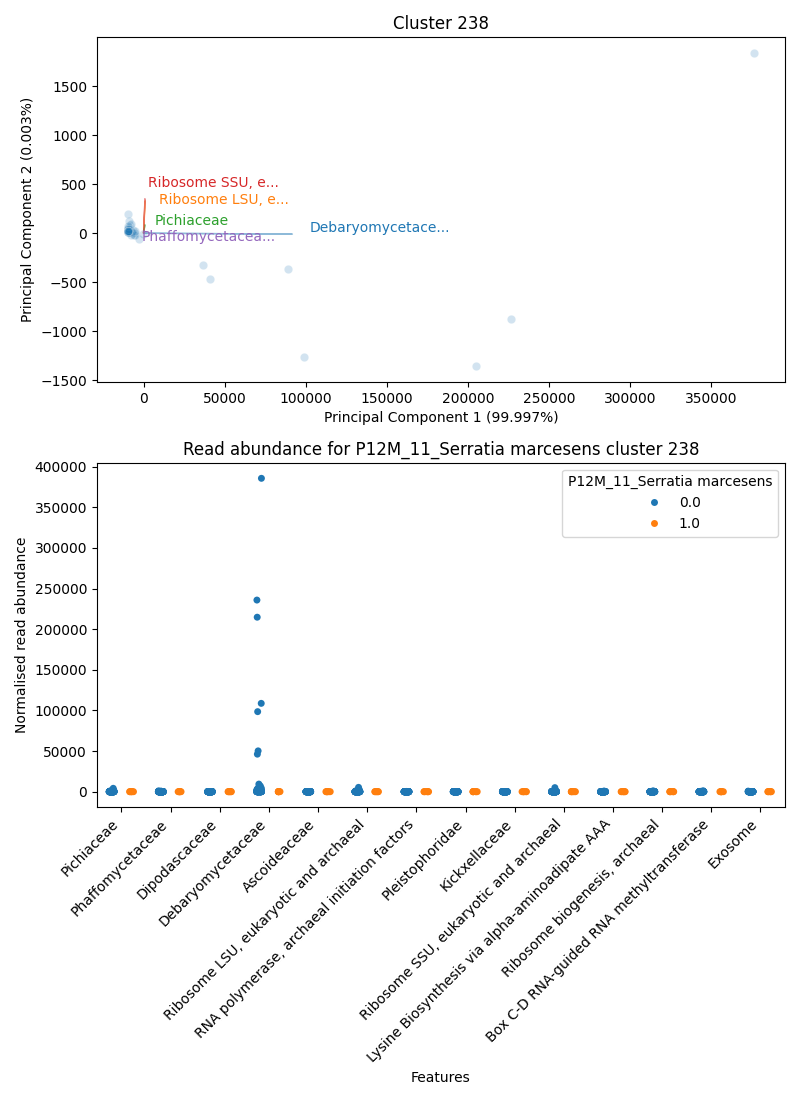 Cluster 238
Principal Component 2 (0.003%)
1500
1000
500
0
−500
−1000
−1500
Ribosome SSU, e...
Ribosome LSU, e...
Pichiaceae
Debaryomycetace...
Phaffomycetacea...
0
50000
100000
150000
200000
250000
300000
350000
Principal Component 1 (99.997%)
Read abundance for P12M_11_Serratia marcesens cluster 238
Normalised read abundance
400000
350000
300000
250000
200000
150000
100000
50000
0
P12M_11_Serratia marcesens
0.0
1.0
Pichiaceae
Phaffomycetaceae
Dipodascaceae
Debaryomycetaceae
Ascoideaceae
Ribosome LSU, eukaryotic and archaeal
RNA polymerase, archaeal initiation factors
Pleistophoridae
Kickxellaceae
Ribosome SSU, eukaryotic and archaeal
Lysine Biosynthesis via alpha-aminoadipate AAA
Ribosome biogenesis, archaeal
Box C-D RNA-guided RNA methyltransferase
Exosome
Features